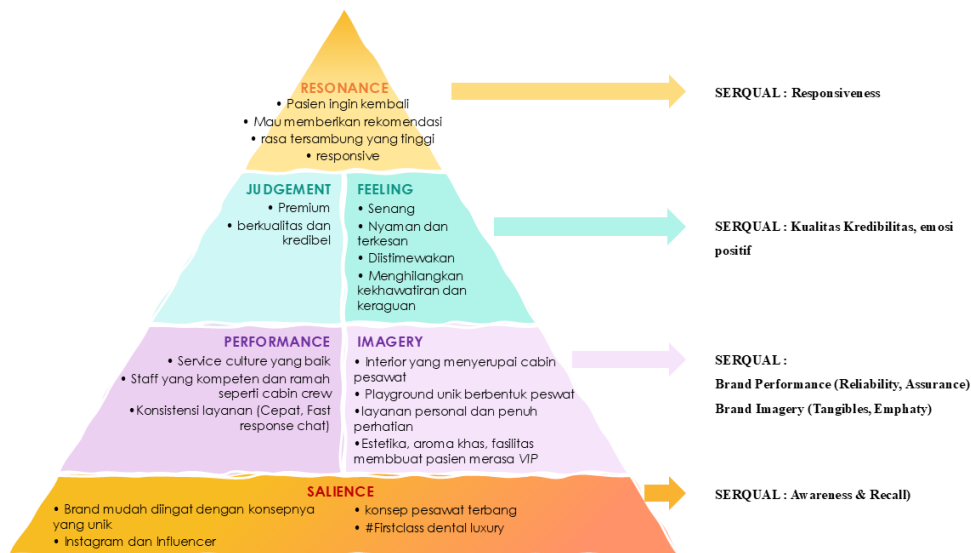 RESONANCE
• Pasien ingin kembali
• Mau memberikan rekomendasi
• rasa tersambung yang tinggi
• responsive
SERQUAL : Responsiveness
JUDGEMENT
• Premium
• berkualitas dan
kredibel
FEELING
• Senang
• Nyaman dan
terkesan
• Diistimewakan
• Menghilangkan
kekhawatiran dan
keraguan
SERQUAL : Kualitas Kredibilitas, emosi
positif
PERFORMANCE
• Service culture yang baik
• Staff yang kompeten dan ramah
seperti cabin crew
•Konsistensi layanan (Cepat, Fast
response chat)
IMAGERY
• Interior yang menyerupai cabin
pesawat
• Playground unik berbentuk peswat
•layanan personal dan penuh
perhatian
•Estetika, aroma khas, fasilitas
membbuat pasien merasa VIP
SERQUAL :
Brand Performance (Reliability, Assurance)
Brand Imagery (Tangibles, Emphaty)
SALIENCE
• Brand mudah diingat dengan konsepnya
yang unik
• Instagram dan Influencer
• konsep pesawat terbang
• #Firstclass dental luxury
SERQUAL : Awareness & Recall)